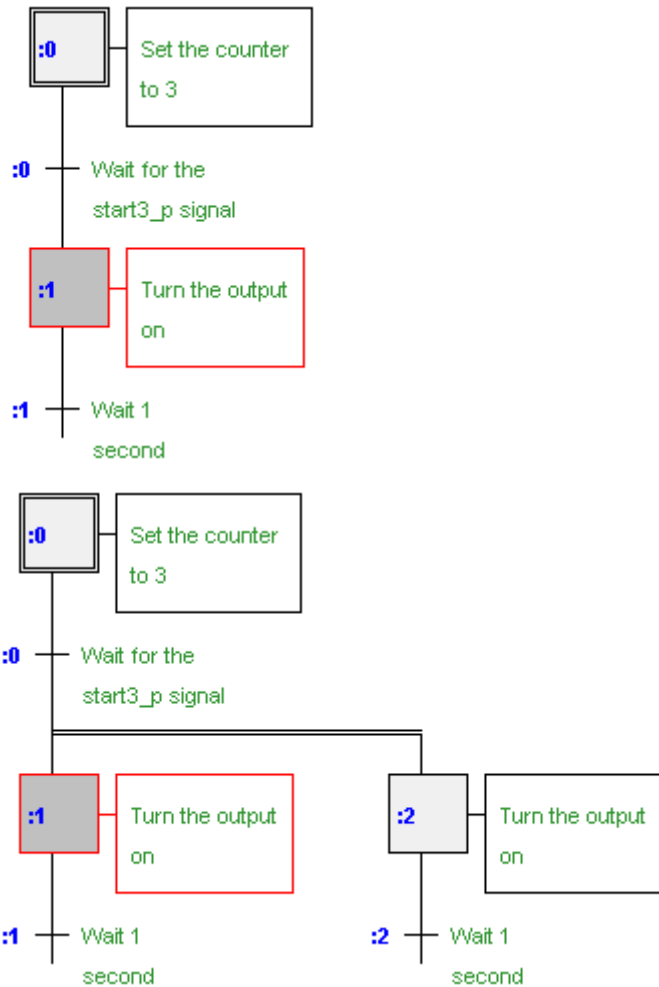 :0 Set the counter
to 3
:0 Wait for the
start3_p signal
:1 Turn the output
on
:1 Wait 1
second
:0 Set the counter
to 3
:0 Wait for the
start3_p signal
:1 Turn the output
on
:2 Turn the output
on
:1 Wait 1
second
:2 Wait 1
second